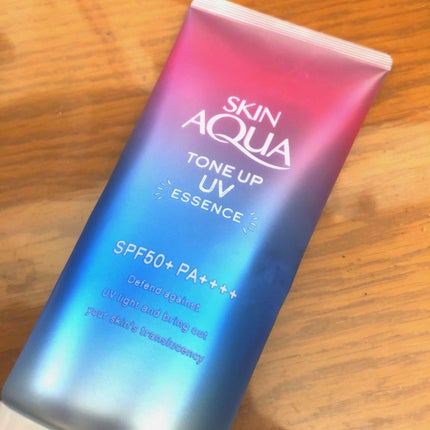 SKIN
AQUA
TONE UP
UV
ESSENCE
SPF50+ PA++++
Defend against
UV light and bring out
your skin's translucency